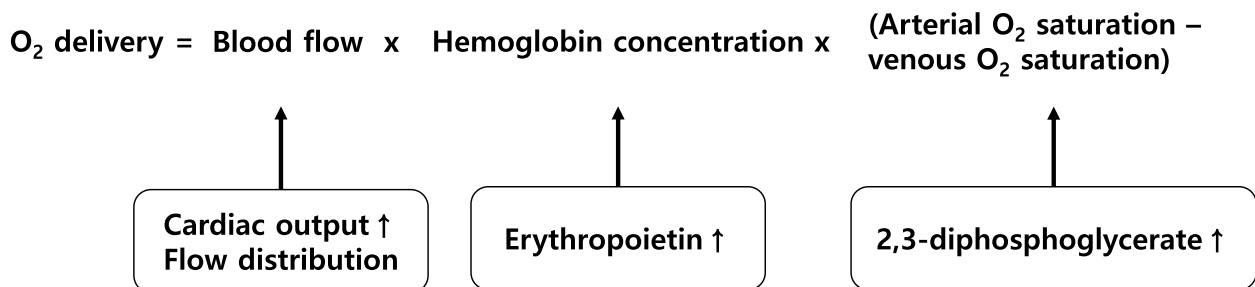 O₂ delivery = Blood flow x Hemoglobin concentration x (Arterial O₂ saturation –
venous O₂ saturation)
Cardiac output ↑
Flow distribution
Erythropoietin ↑
2,3-diphosphoglycerate ↑